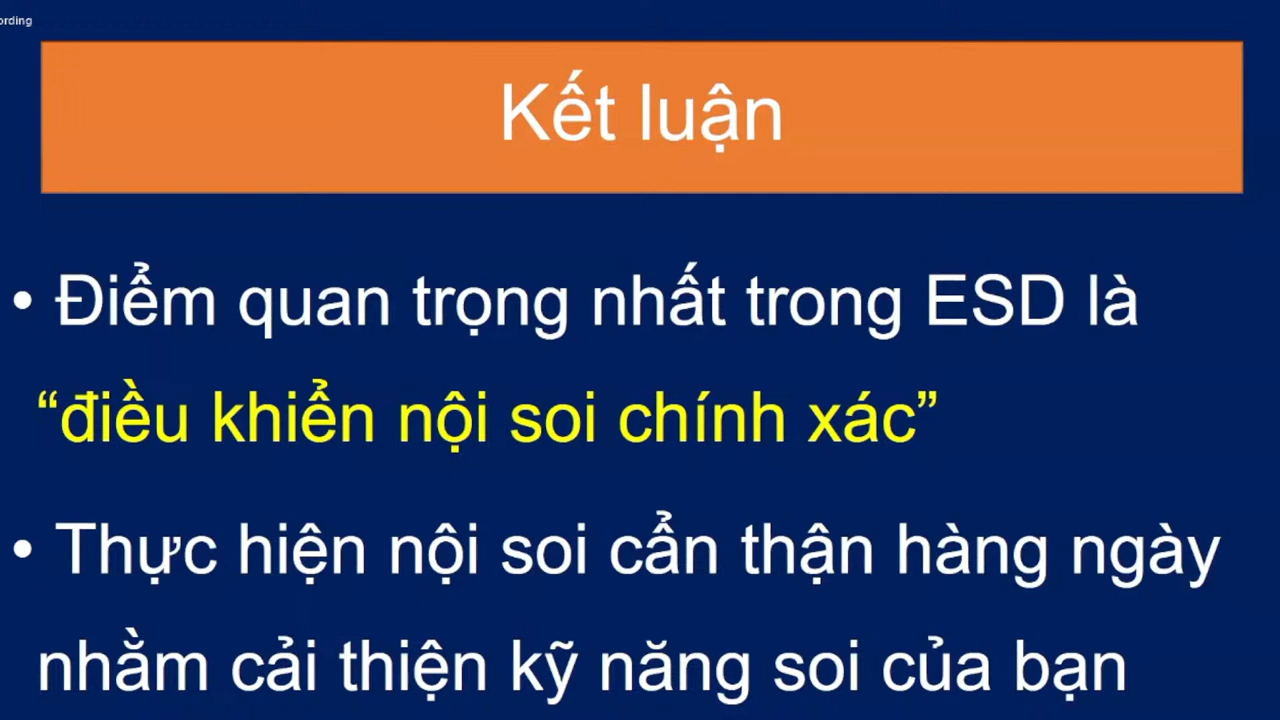 ording
Kết luận
• Điểm quan trọng nhất trong ESD là
“điều khiển nội soi chính xác”
• Thực hiện nội soi cẩn thận hàng ngày
nhằm cải thiện kỹ năng soi của bạn